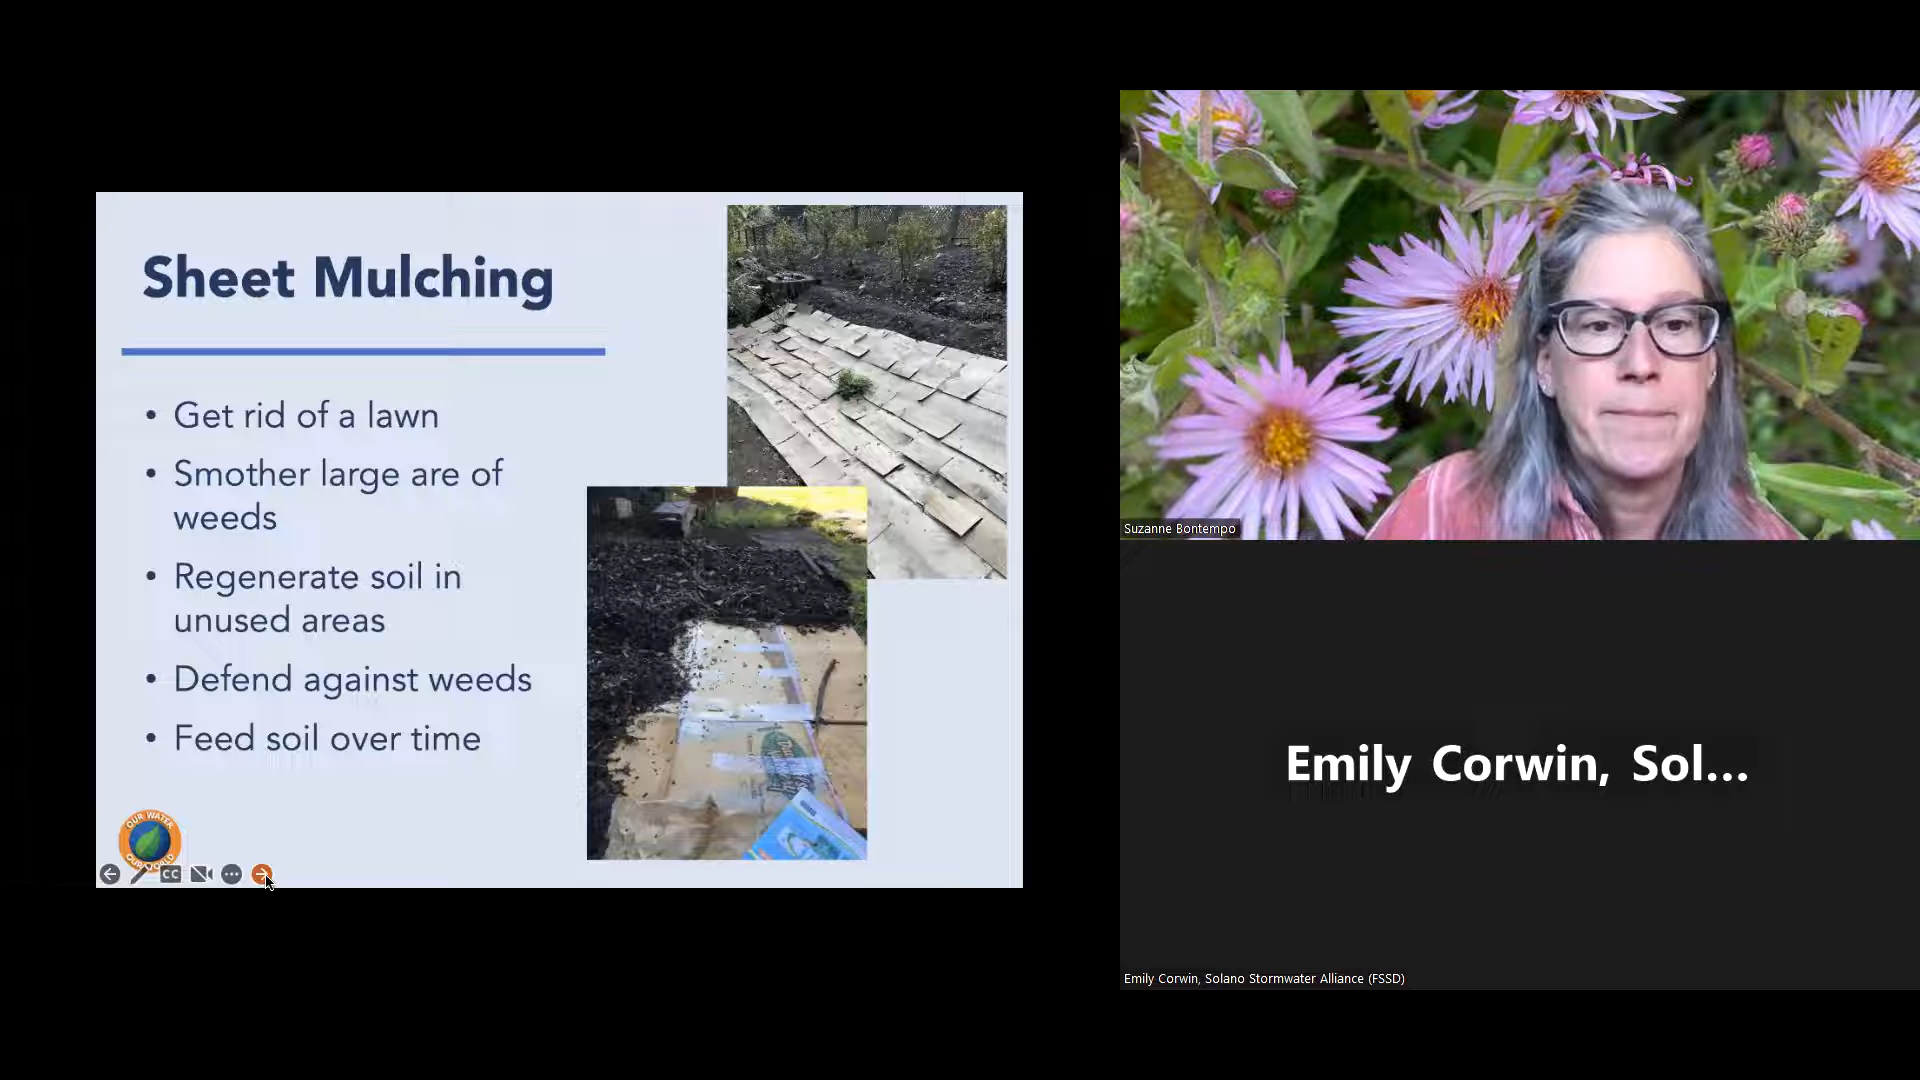 Sheet Mulching
• Get rid of a lawn
• Smother large are of
weeds
• Regenerate soil in
unused areas
• Defend against weeds
• Feed soil over time
OUR WATER
CC
Suzanne Bontempo
Emily Corwin, Sol...
Emily Corwin, Solano Stormwater Alliance (FSSD)